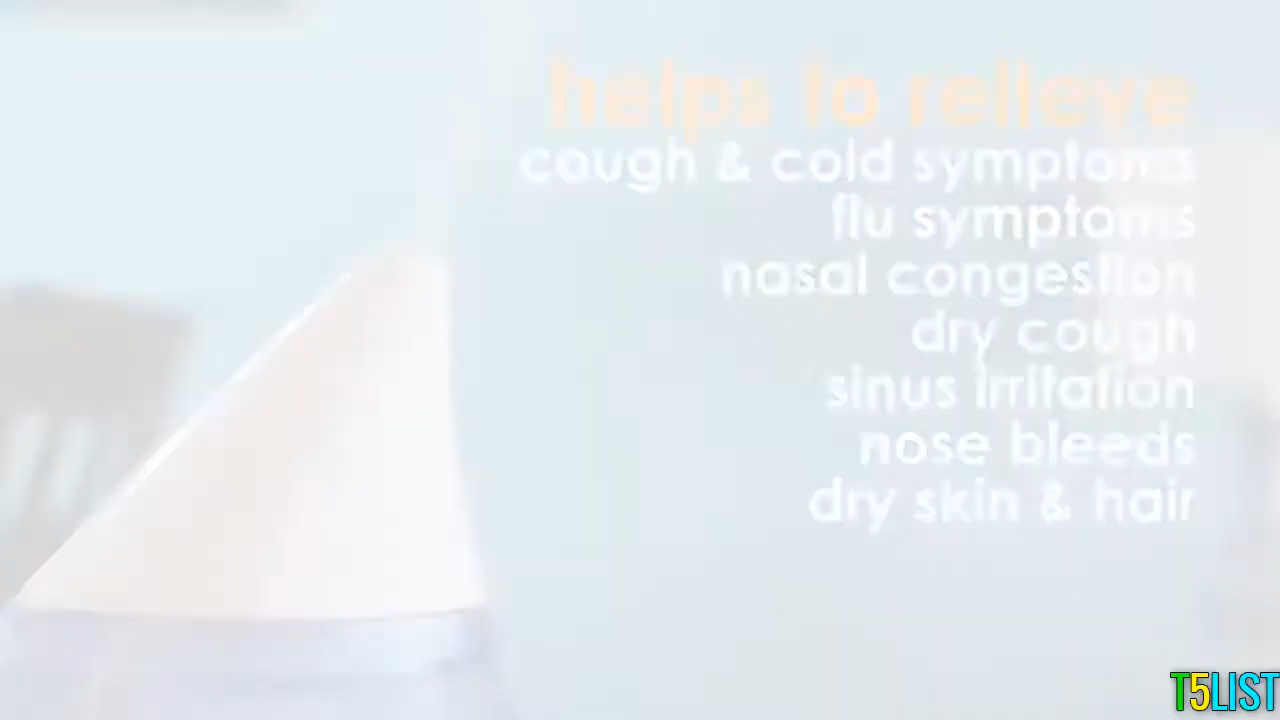 helps to relieve
cough & cold symptoms
flu symptoms
nasal congestion
dry cough
sinus irritation
nose bleeds
dry skin & hair
T5LIST